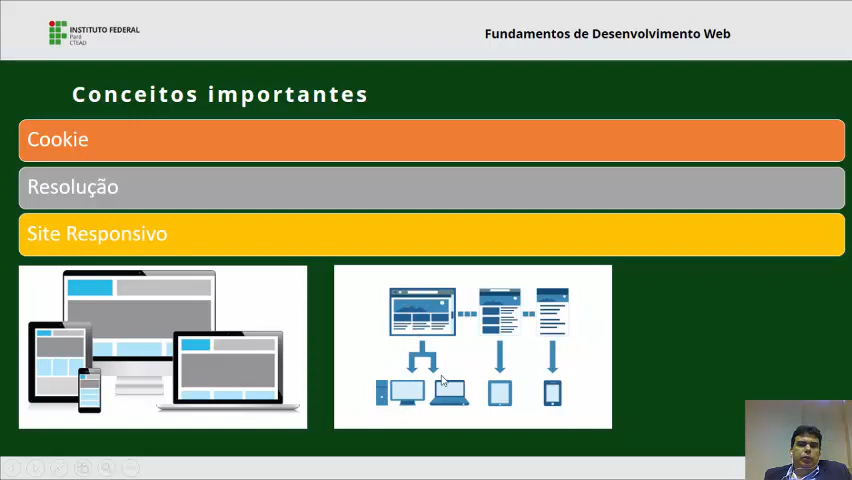 INSTITUTO FEDERAL
Pará
CTEAD
Fundamentos de Desenvolvimento Web
Conceitos importantes
Cookie
Resolução
Site Responsivo